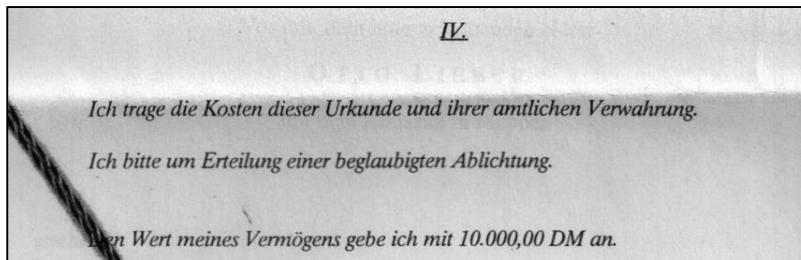 IV.
Ich trage die Kosten dieser Urkunde und ihrer amtlichen Verwahrung.
Ich bitte um Erteilung einer beglaubigten Ablichtung.
Den Wert meines Vermögens gebe ich mit 10.000,00 DM an.